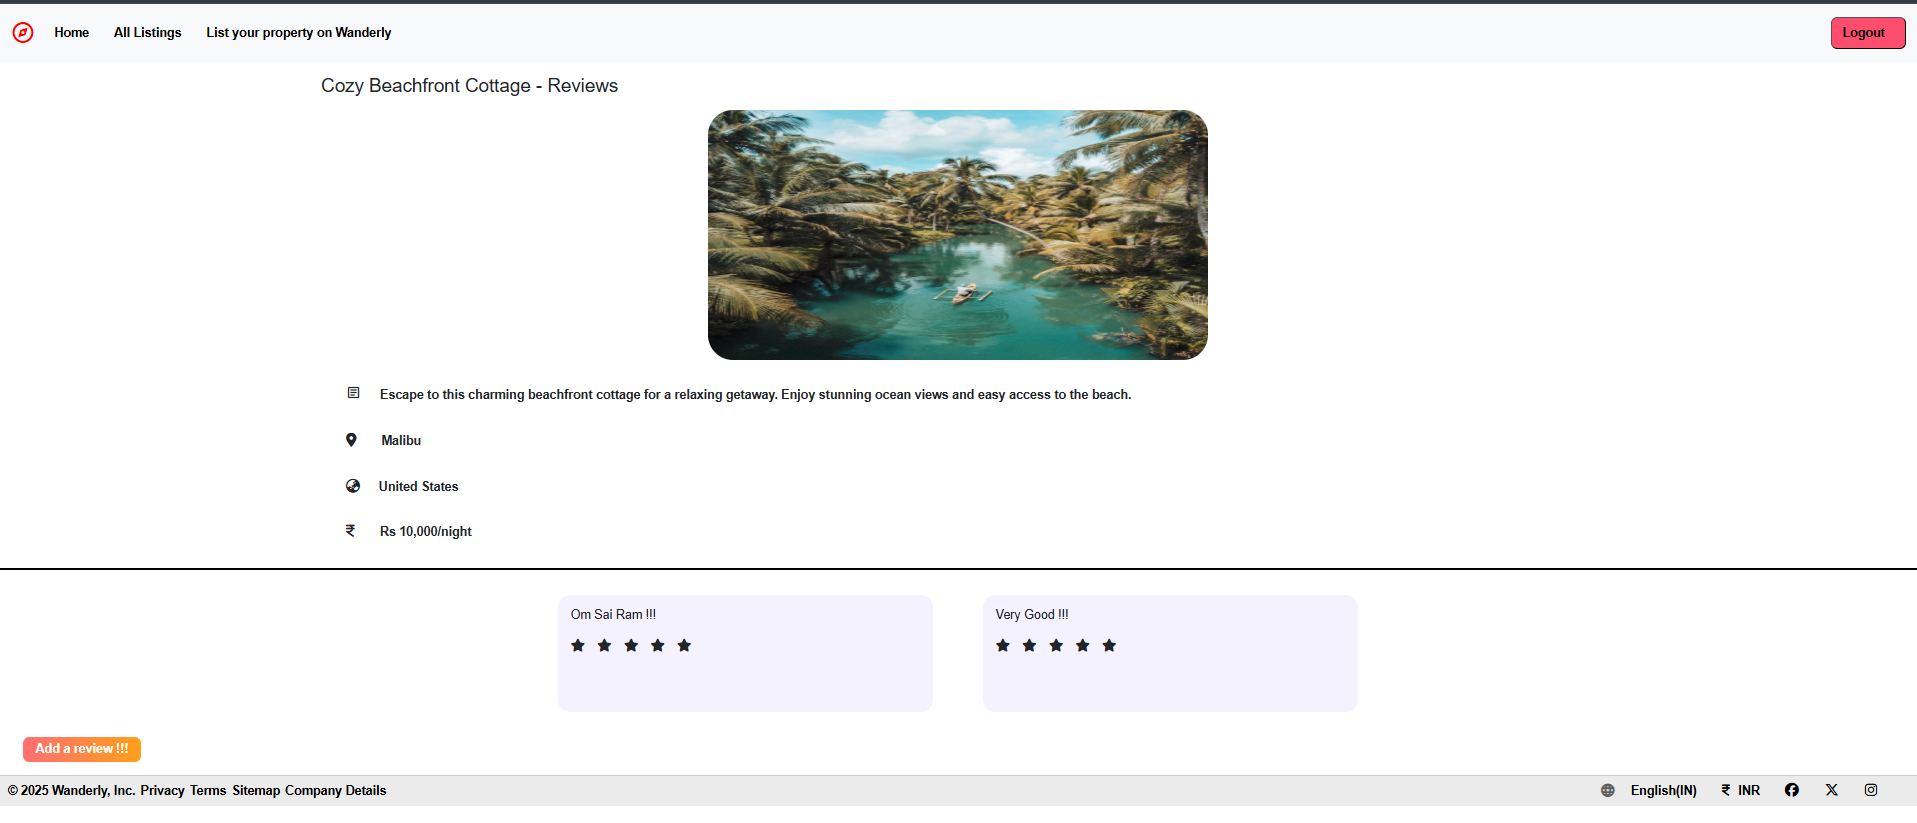 Home All Listings List your property on Wanderly Logout
Cozy Beachfront Cottage - Reviews
Escape to this charming beachfront cottage for a relaxing getaway. Enjoy stunning ocean views and easy access to the beach.
Malibu
United States
₹ Rs 10,000/night
Om Sai Ram !!!
Very Good !!!
Add a review !!!
© 2025 Wanderly, Inc. Privacy Terms Sitemap Company Details English(IN) ₹ INR